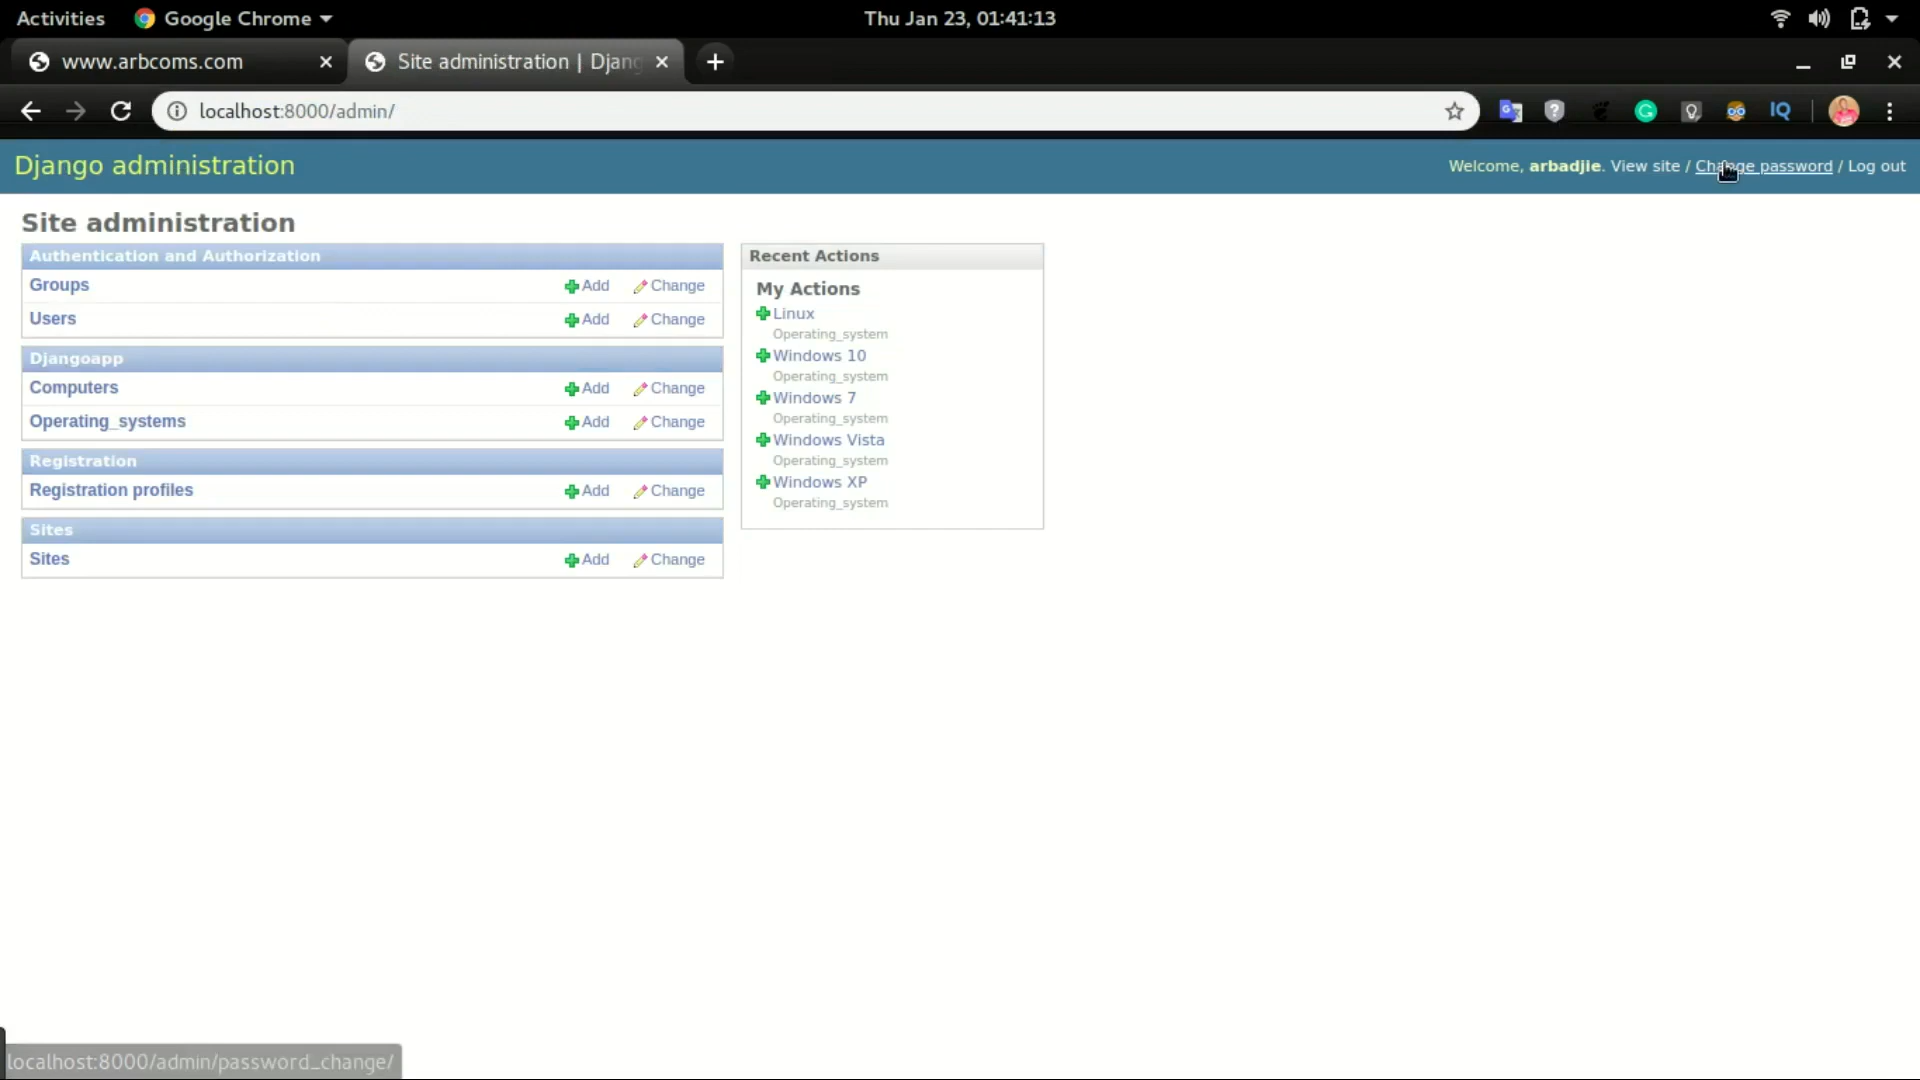 Activities Google Chrome Thu Jan 23, 01:41:13
www.arbcoms.com Site administration | Djang
localhost:8000/admin/
IQ
Django administration Welcome, arbadjie. View site / Change password / Log out
Site administration
Authentication and Authorization
Groups Add Change
Users Add Change
Djangoapp
Computers Add Change
Operating_systems Add Change
Registration
Registration profiles Add Change
Sites
Sites Add Change
Recent Actions
My Actions
Linux
Operating_system
Windows 10
Operating_system
Windows 7
Operating_system
Windows Vista
Operating_system
Windows XP
Operating_system
localhost:8000/admin/password_change/